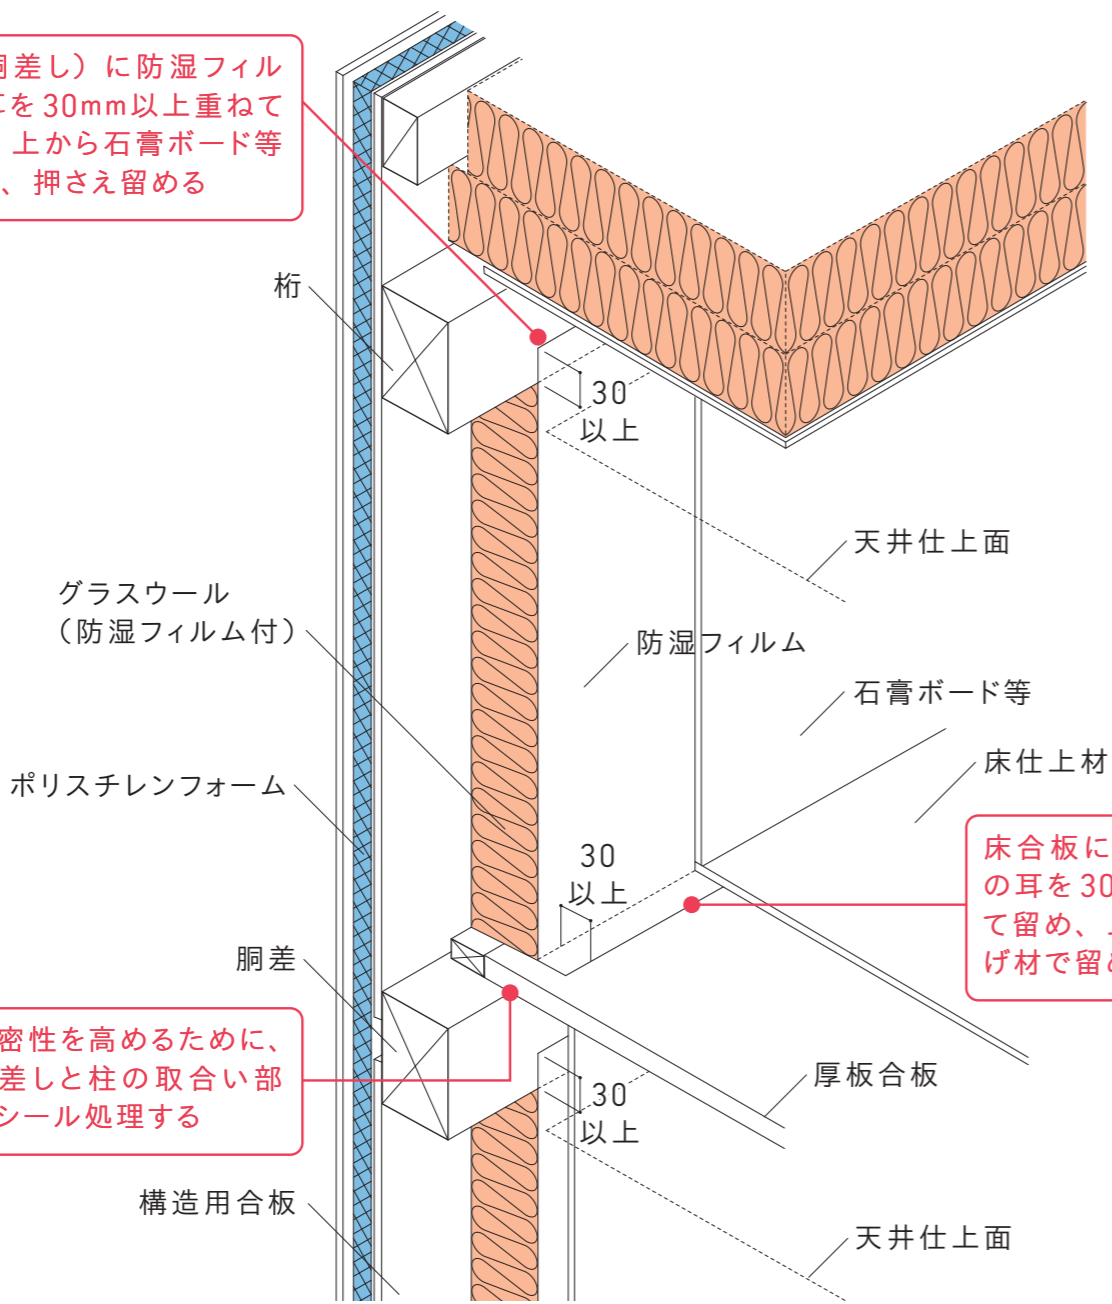 胴差し）に防湿フィル
耳を30mm以上重ねて
、上から石膏ボード等
、押さえ留める
桁
30
以上
天井仕上面
グラスウール
（防湿フィルム付）
防湿フィルム
石膏ボード等
床仕上材
ポリスチレンフォーム
30
以上
床合板に
の耳を30
て留め、
げ材で留め
胴差
密性を高めるために、
差しと柱の取合い部
シール処理する
厚板合板
30
以上
構造用合板
天井仕上面